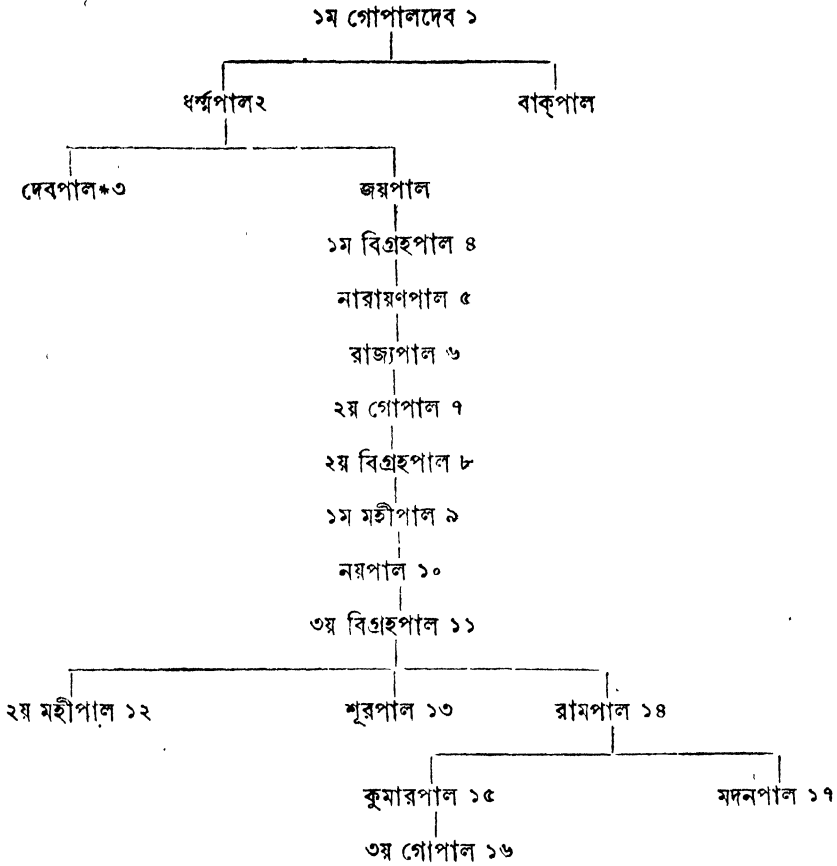 ১ম গোপালদেব ১
ধর্ম্মপাল২ বাক্‌পাল
দেবপাল*৩ জয়পাল
১ম বিগ্রহপাল ৪
নারায়ণপাল ৫
রাজ্যপাল ৬
২য় গোপাল ৭
২য় বিগ্রহপাল ৮
১ম মহীপাল ৯
নয়পাল ১০
৩য় বিগ্রহপাল ১১
২য় মহীপাল ১২ শূরপাল ১৩ রামপাল ১৪
কুমারপাল ১৫ মদনপাল ১৭
৩য় গোপাল ১৬